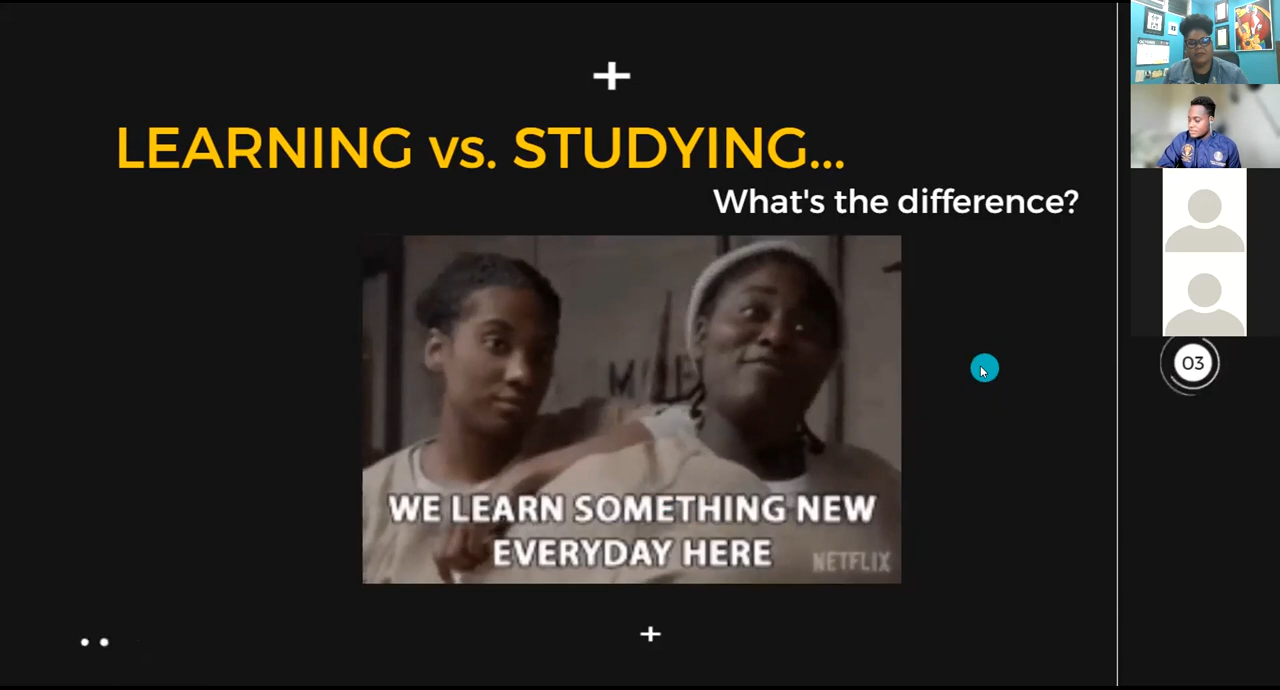 LEARNING vs. STUDYING...
What's the difference?
WE LEARN SOMETHING NEW
EVERYDAY HERE
NETFLIX
03